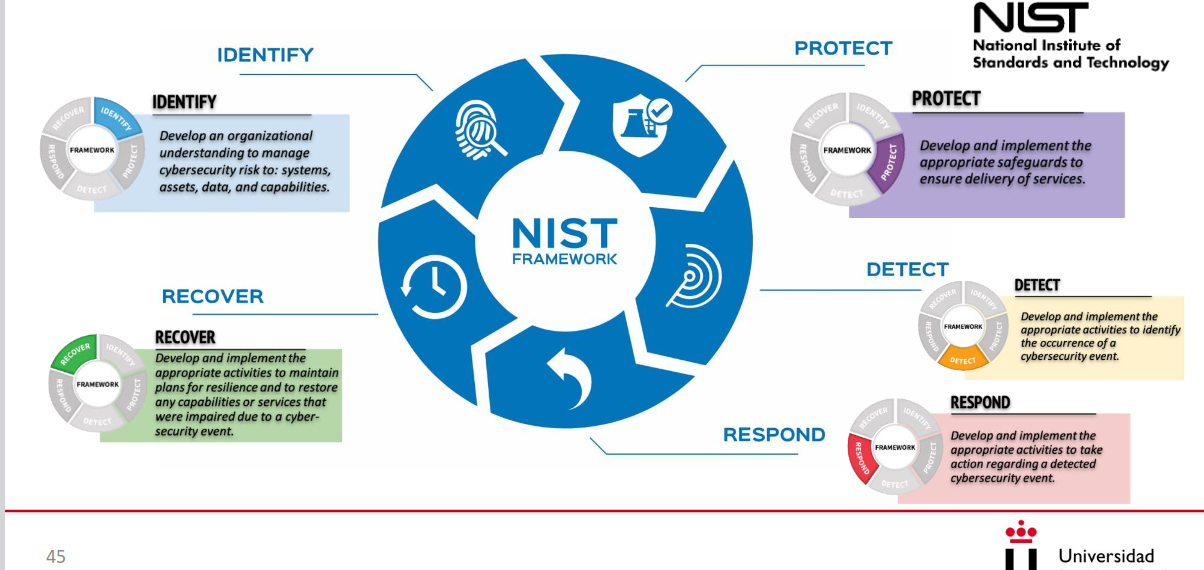 NIST
National Institute of
Standards and Technology
IDENTIFY
IDENTIFY
Develop an organizational
understanding to manage
cybersecurity risk to: systems,
assets, data, and capabilities.
RECOVER
IDENTIFY
PROTECT
DETECT
RESPOND
FRAMEWORK
PROTECT
PROTECT
Develop and implement the
appropriate safeguards to
ensure delivery of services.
RECOVER
IDENTIFY
PROTECT
DETECT
RESPOND
FRAMEWORK
NIST
FRAMEWORK
DETECT
DETECT
Develop and implement the
appropriate activities to identify
the occurrence of a
cybersecurity event.
RECOVER
IDENTIFY
PROTECT
DETECT
RESPOND
FRAMEWORK
RECOVER
RECOVER
Develop and implement the
appropriate activities to maintain
plans for resilience and to restore
any capabilities or services that
were impaired due to a cyber-
security event.
RECOVER
IDENTIFY
PROTECT
DETECT
RESPOND
FRAMEWORK
RESPOND
RESPOND
Develop and implement the
appropriate activities to take
action regarding a detected
cybersecurity event.
RECOVER
IDENTIFY
PROTECT
DETECT
RESPOND
FRAMEWORK
45
Universidad